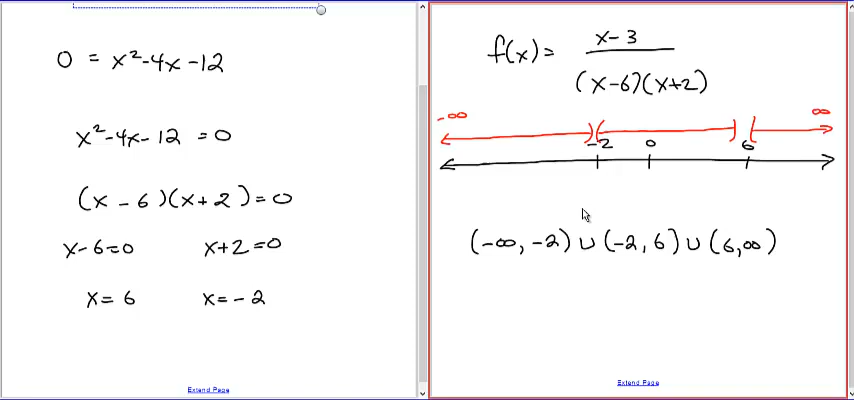 0 = x²-4x-12
x²-4x-12 = 0
(x-6)(x+2)=0
x-6=0 x+2=0
x=6 x=-2
Extend Page
f(x)= x-3
(x-6)(x+2)
-∞ ∞
-2 0 6
(-∞,-2)∪(-2,6)∪(6,∞)
Extend Page